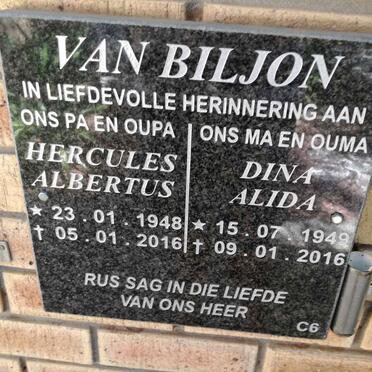 VAN BILJON
IN LIEFDEVOLLE HERINNERING AAN
ONS PA EN OUPA
HERCULES
ALBERTUS
★ 23 . 01 . 1948
✝ 05 . 01 . 2016
ONS MA EN OUMA
DINA
ALIDA
★ 15 . 07 . 1949
✝ 09 . 01 . 2016
RUS SAG IN DIE LIEFDE
VAN ONS HEER
C6